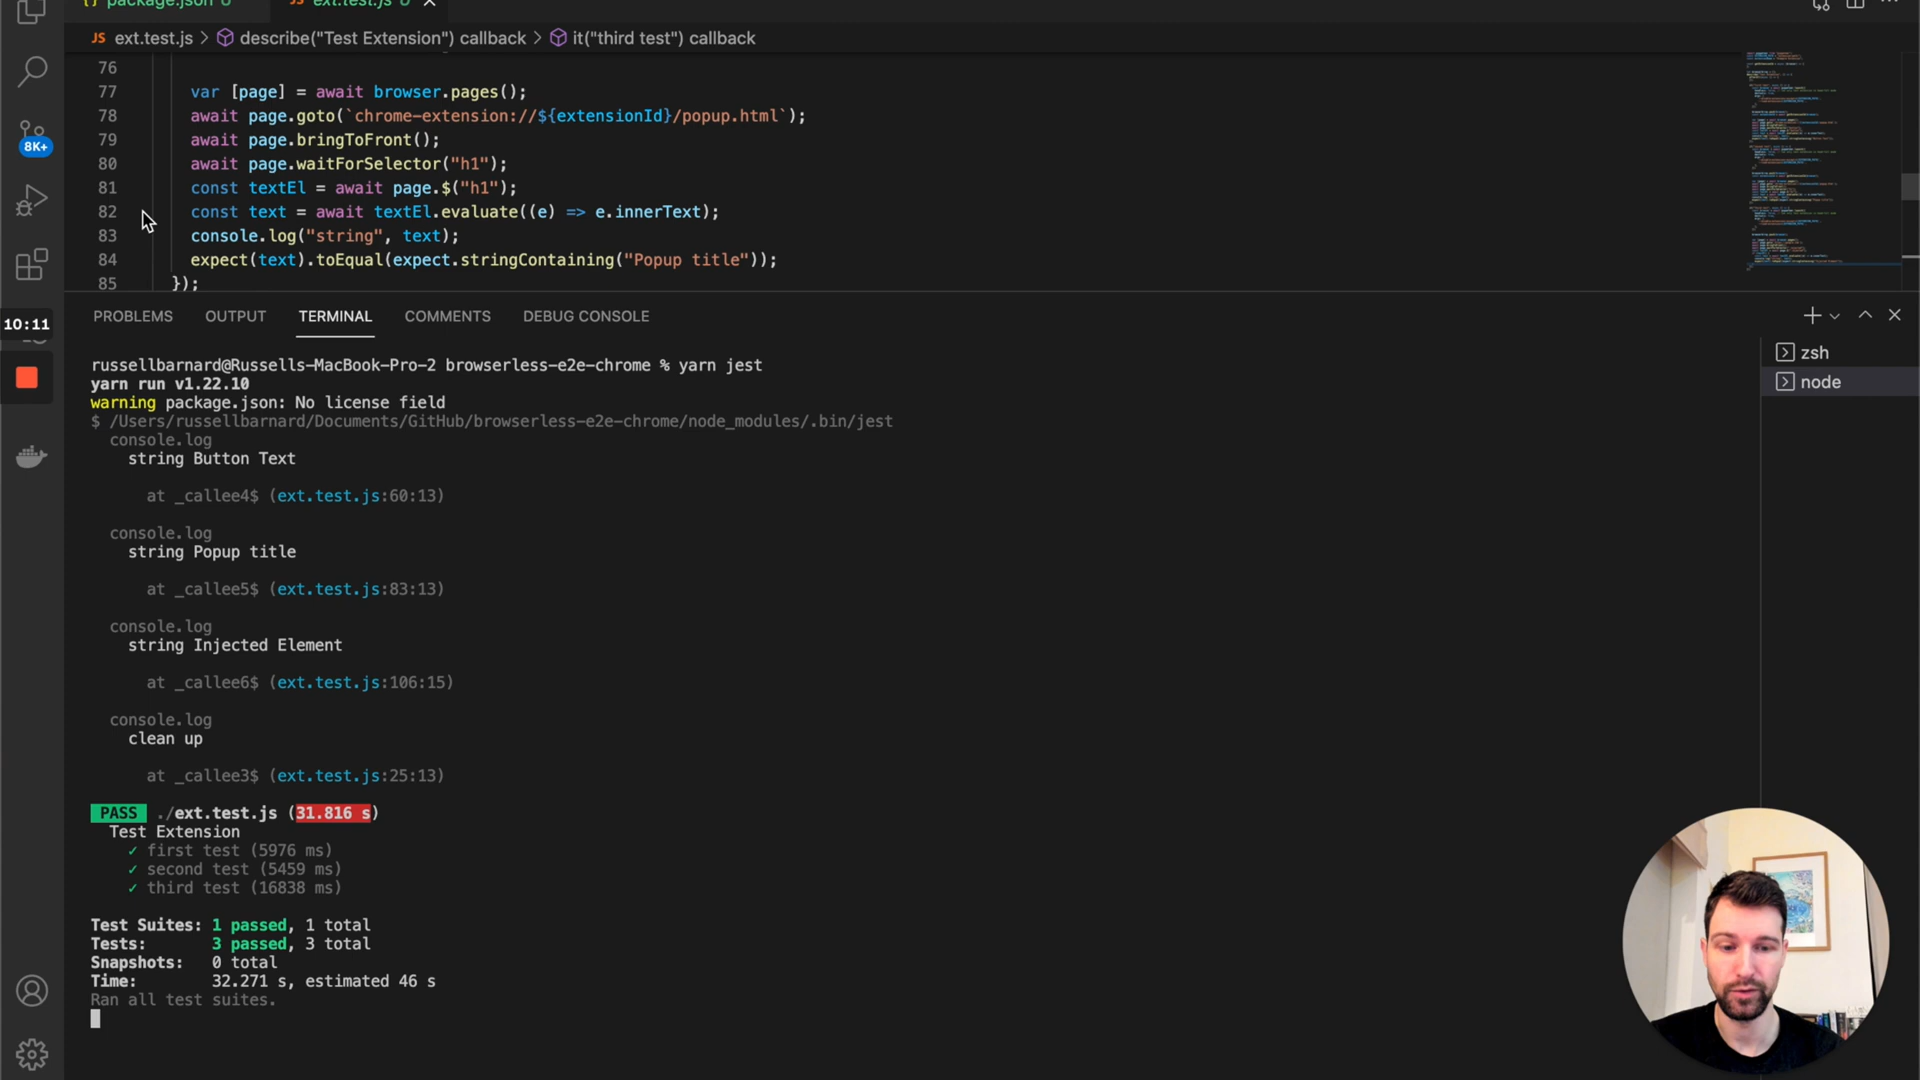 {} package.json U
JS ext.test.js U
JS ext.test.js > describe("Test Extension") callback > it("third test") callback
76
77 var [page] = await browser.pages();
78 await page.goto(`chrome-extension://${extensionId}/popup.html`);
79 await page.bringToFront();
80 await page.waitForSelector("h1");
81 const textEl = await page.$("h1");
82 const text = await textEl.evaluate((e) => e.innerText);
83 console.log("string", text);
84 expect(text).toEqual(expect.stringContaining("Popup title"));
85 });
8K+
10:11
PROBLEMS OUTPUT TERMINAL COMMENTS DEBUG CONSOLE
zsh
node
russellbarnard@Russells-MacBook-Pro-2 browserless-e2e-chrome % yarn jest
yarn run v1.22.10
warning package.json: No license field
$ /Users/russellbarnard/Documents/GitHub/browserless-e2e-chrome/node_modules/.bin/jest
console.log
string Button Text
at _callee4$ (ext.test.js:60:13)
console.log
string Popup title
at _callee5$ (ext.test.js:83:13)
console.log
string Injected Element
at _callee6$ (ext.test.js:106:15)
console.log
clean up
at _callee3$ (ext.test.js:25:13)
PASS ./ext.test.js (31.816 s)
Test Extension
✓ first test (5976 ms)
✓ second test (5459 ms)
✓ third test (16838 ms)
Test Suites: 1 passed, 1 total
Tests: 3 passed, 3 total
Snapshots: 0 total
Time: 32.271 s, estimated 46 s
Ran all test suites.